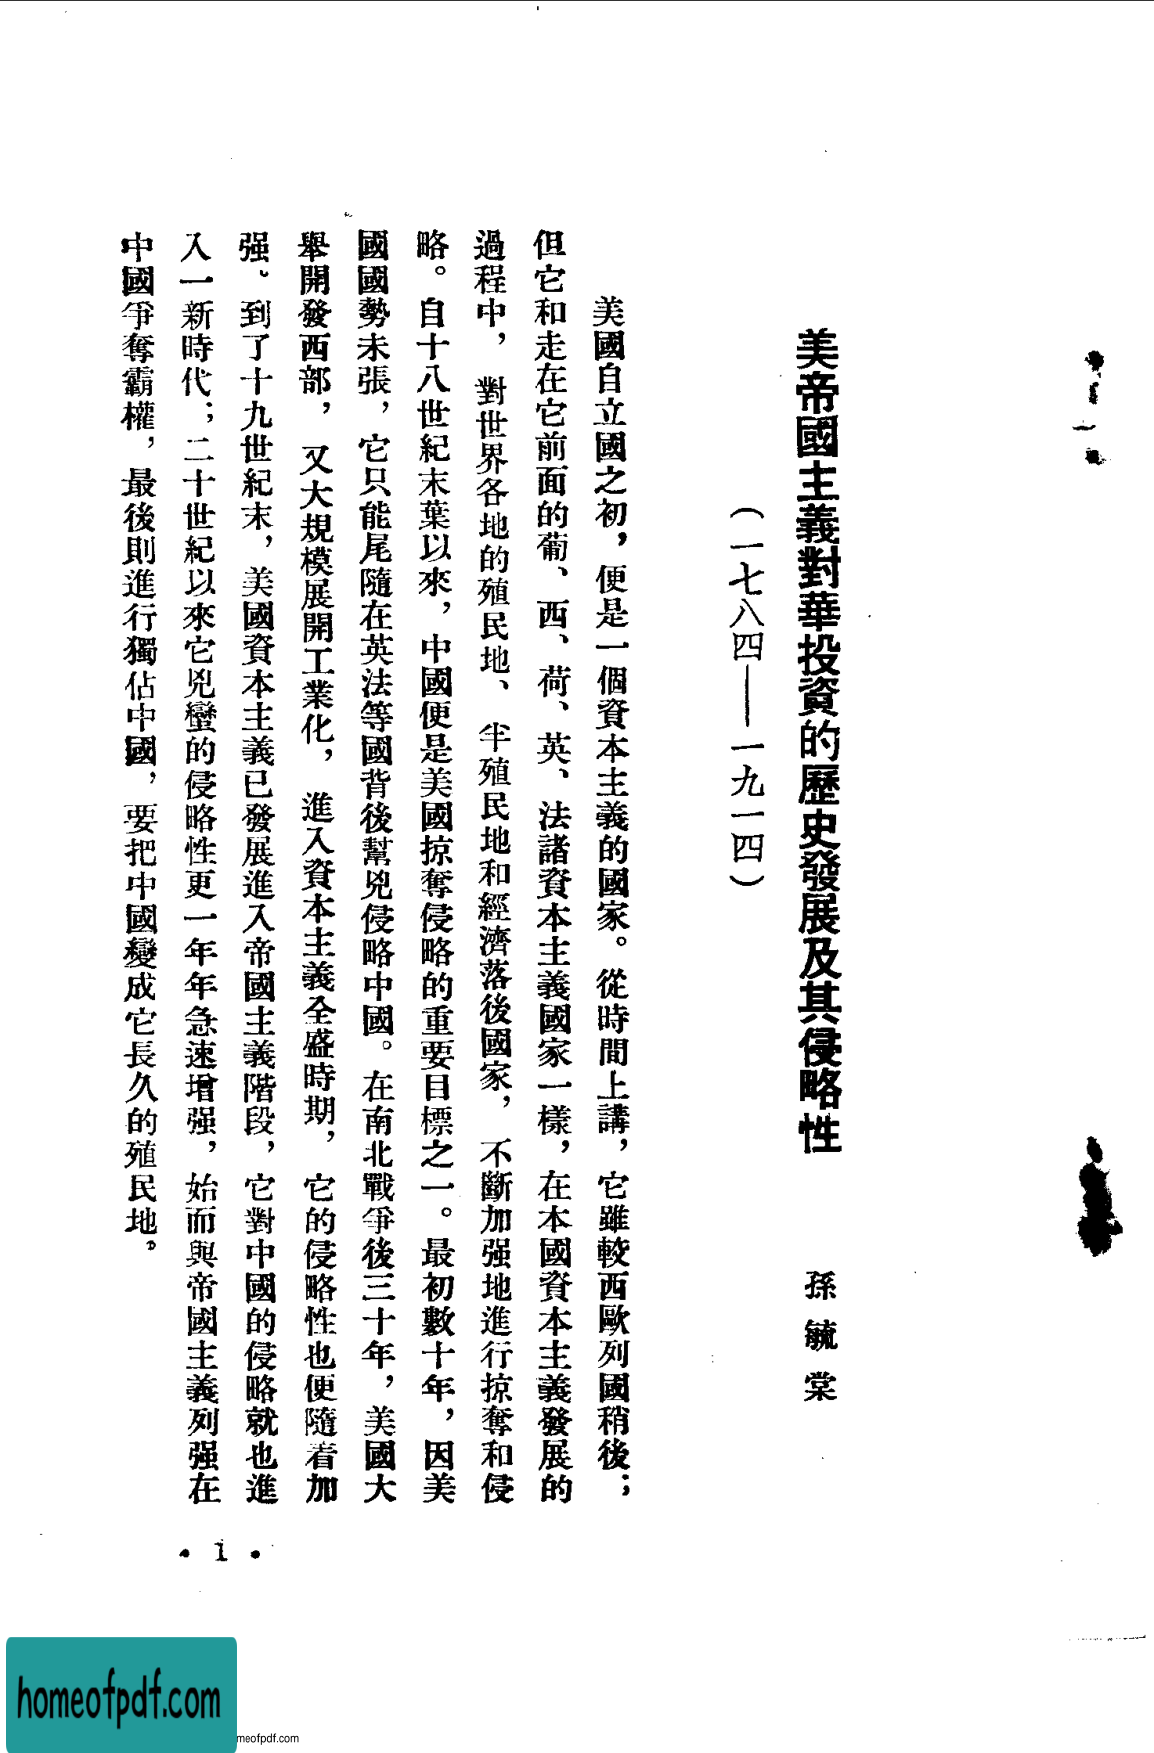 美帝國主義對華投資的歷史發展及其侵略性
孫毓棠
（一七八四——一九一四）
美國自立國之初，便是一個資本主義的國家。從時間上講，它雖較西歐列國稍後；
但它和走在它前面的葡、西、荷、英、法諸資本主義國家一樣，在本國資本主義發展的
過程中，對世界各地的殖民地、半殖民地和經濟落後國家，不斷加强地進行掠奪和侵
略。自十八世紀末葉以來，中國便是美國掠奪侵略的重要目標之一。最初數十年，因美
國國勢未張，它只能尾隨在英法等國背後幫兇侵略中國。在南北戰爭後三十年，美國大
舉開發西部，又大規模展開工業化，進入資本主義全盛時期，它的侵略性也便隨着加
强。到了十九世紀末，美國資本主義已發展進入帝國主義階段，它對中國的侵略就也進
入一新時代；二十世紀以來它兇蠻的侵略性更一年年急速增强，始而與帝國主義列强在
中國爭奪霸權，最後則進行獨佔中國，要把中國變成它長久的殖民地。
• 1 •
homeofpdf.com
meofpdf.com